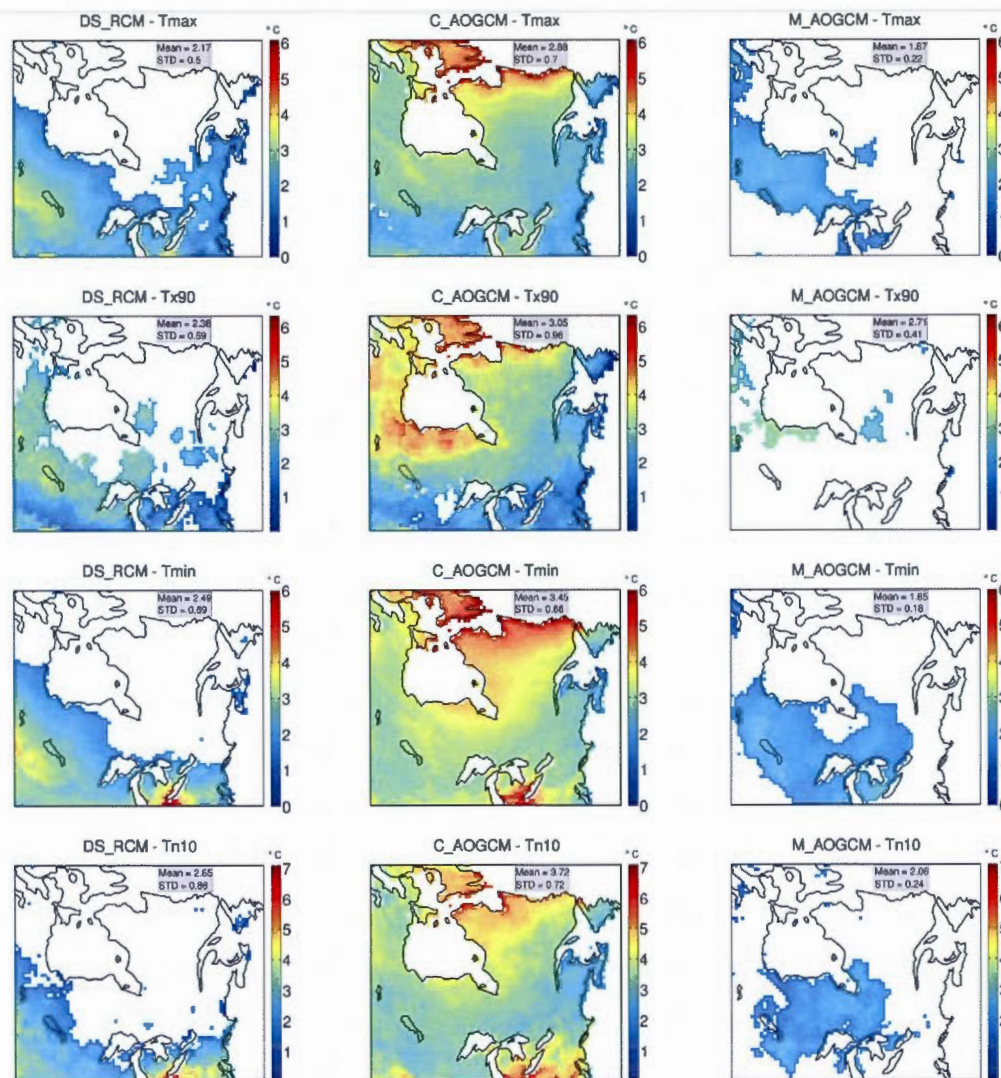 DS_RCM - Tmax
C_AOGCM - Tmax
M_AOGCM - Tmax
°C
°C
°C
Mean = 2.17
STD = 0.5
Mean = 2.88
STD = 0.7
Mean = 1.87
STD = 0.22
6
5
4
3
2
1
0
6
5
4
3
2
1
0
DS_RCM - Tx90
C_AOGCM - Tx90
M_AOGCM - Tx90
°C
°C
°C
Mean = 2.38
STD = 0.59
Mean = 3.05
STD = 0.96
Mean = 2.71
STD = 0.41
6
5
4
3
2
1
6
5
4
3
2
1
DS_RCM - Tmin
C_AOGCM - Tmin
M_AOGCM - Tmin
°C
°C
°C
Mean = 2.49
STD = 0.69
Mean = 3.45
Mean = 1.85
STD = 0.18
6
5
4
3
2
1
0
6
5
4
3
2
1
0
DS_RCM - Tn10
C_AOGCM - Tn10
M_AOGCM - Tn10
°C
°C
°C
Mean = 2.65
Mean = 3.72
STD = 0.72
Mean = 2.06
STD = 0.24
7
6
5
4
3
2
1
7
6
5
4
3
2
1